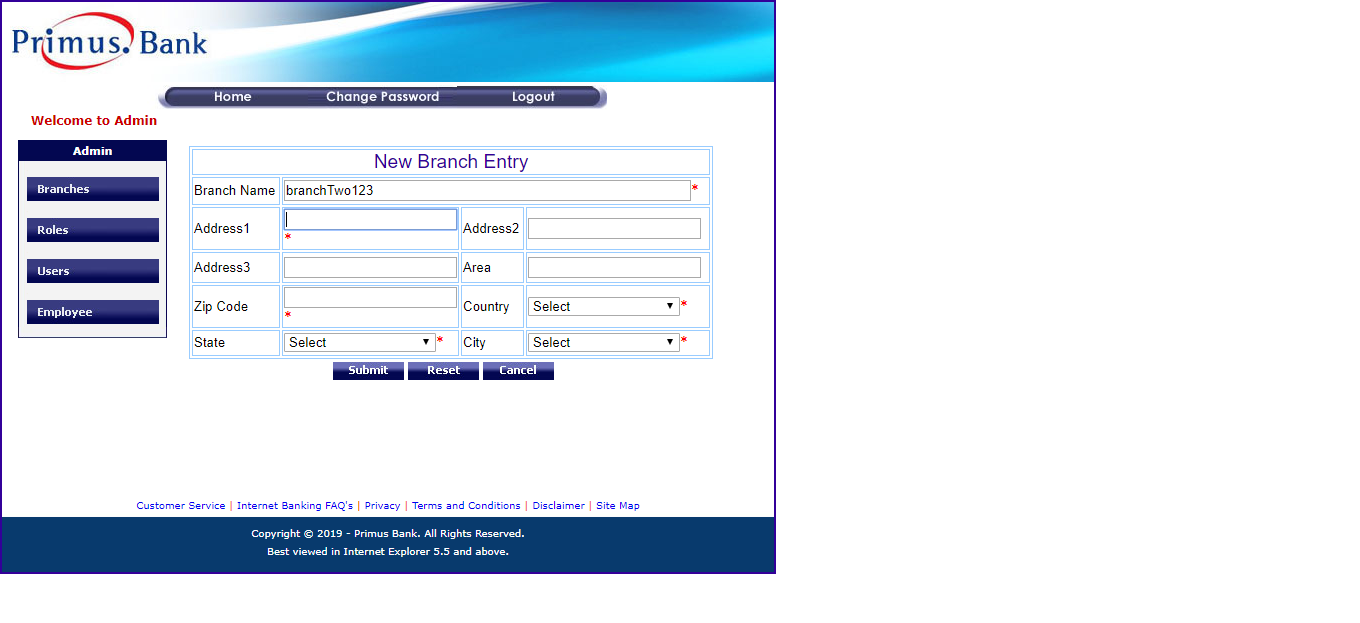 Primus. Bank
Home Change Password Logout
Welcome to Admin
Admin
Branches
Roles
Users
Employee
New Branch Entry
Branch Name branchTwo123 *
Address1 * Address2
Address3 Area
Zip Code * Country Select *
State Select * City Select *
Submit Reset Cancel
Customer Service | Internet Banking FAQ's | Privacy | Terms and Conditions | Disclaimer | Site Map
Copyright © 2019 - Primus Bank. All Rights Reserved.
Best viewed in Internet Explorer 5.5 and above.